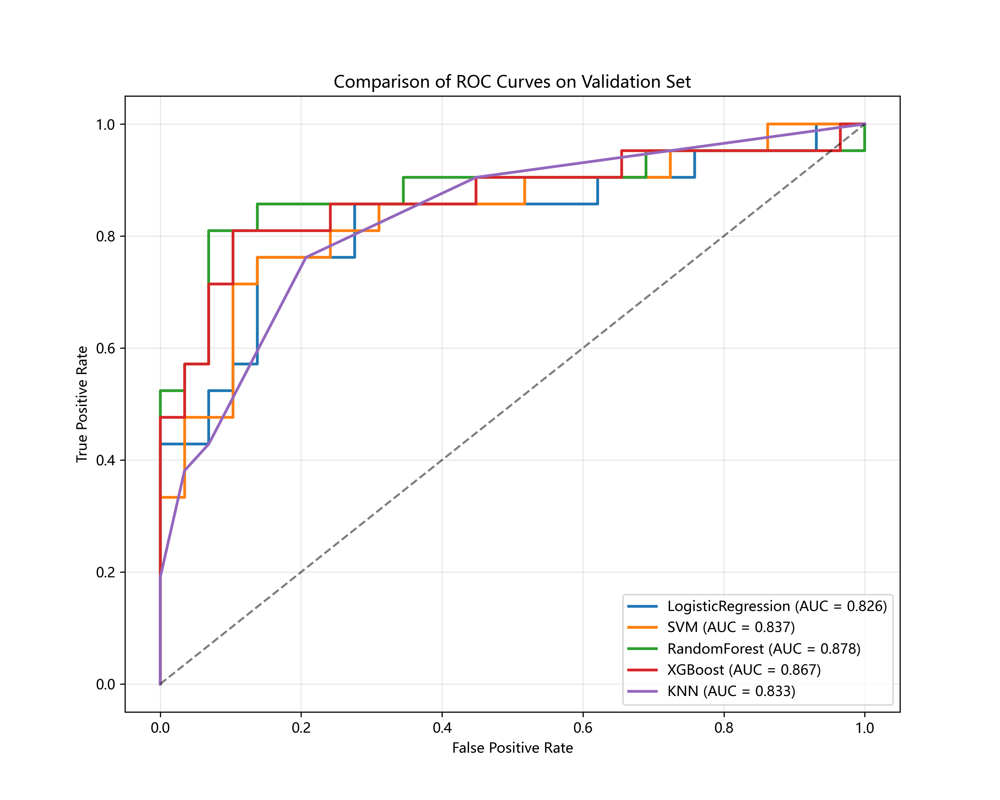 Comparison of ROC Curves on Validation Set
True Positive Rate
1.0
0.8
0.6
0.4
0.2
0.0
0.0 0.2 0.4 0.6 0.8 1.0
False Positive Rate
LogisticRegression (AUC = 0.826)
SVM (AUC = 0.837)
RandomForest (AUC = 0.878)
XGBoost (AUC = 0.867)
KNN (AUC = 0.833)